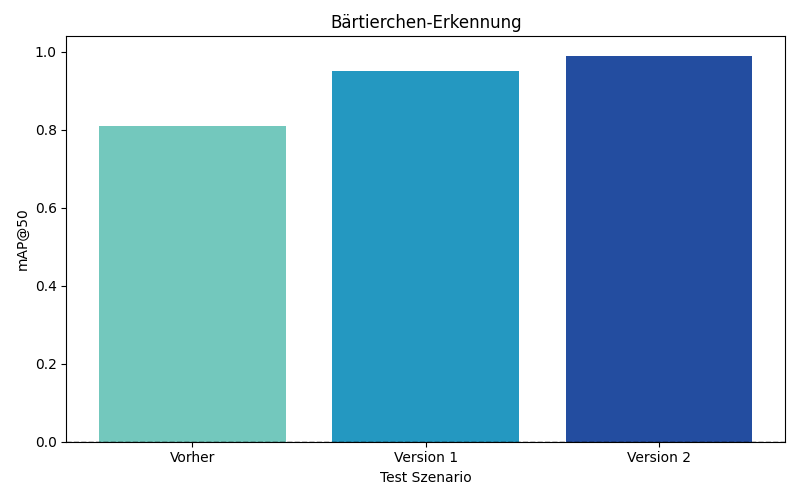 Bärtierchen-Erkennung
mAP@50
1.0
0.8
0.6
0.4
0.2
0.0
Vorher
Version 1
Version 2
Test Szenario